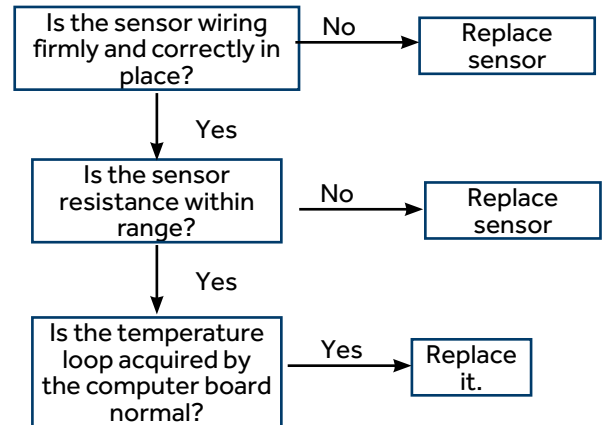 Is the sensor wiring
firmly and correctly in
place?
No
Replace
sensor
Yes
Is the sensor
resistance within
range?
No
Replace
sensor
Yes
Is the temperature
loop acquired by
the computer board
normal?
Yes
Replace
it.